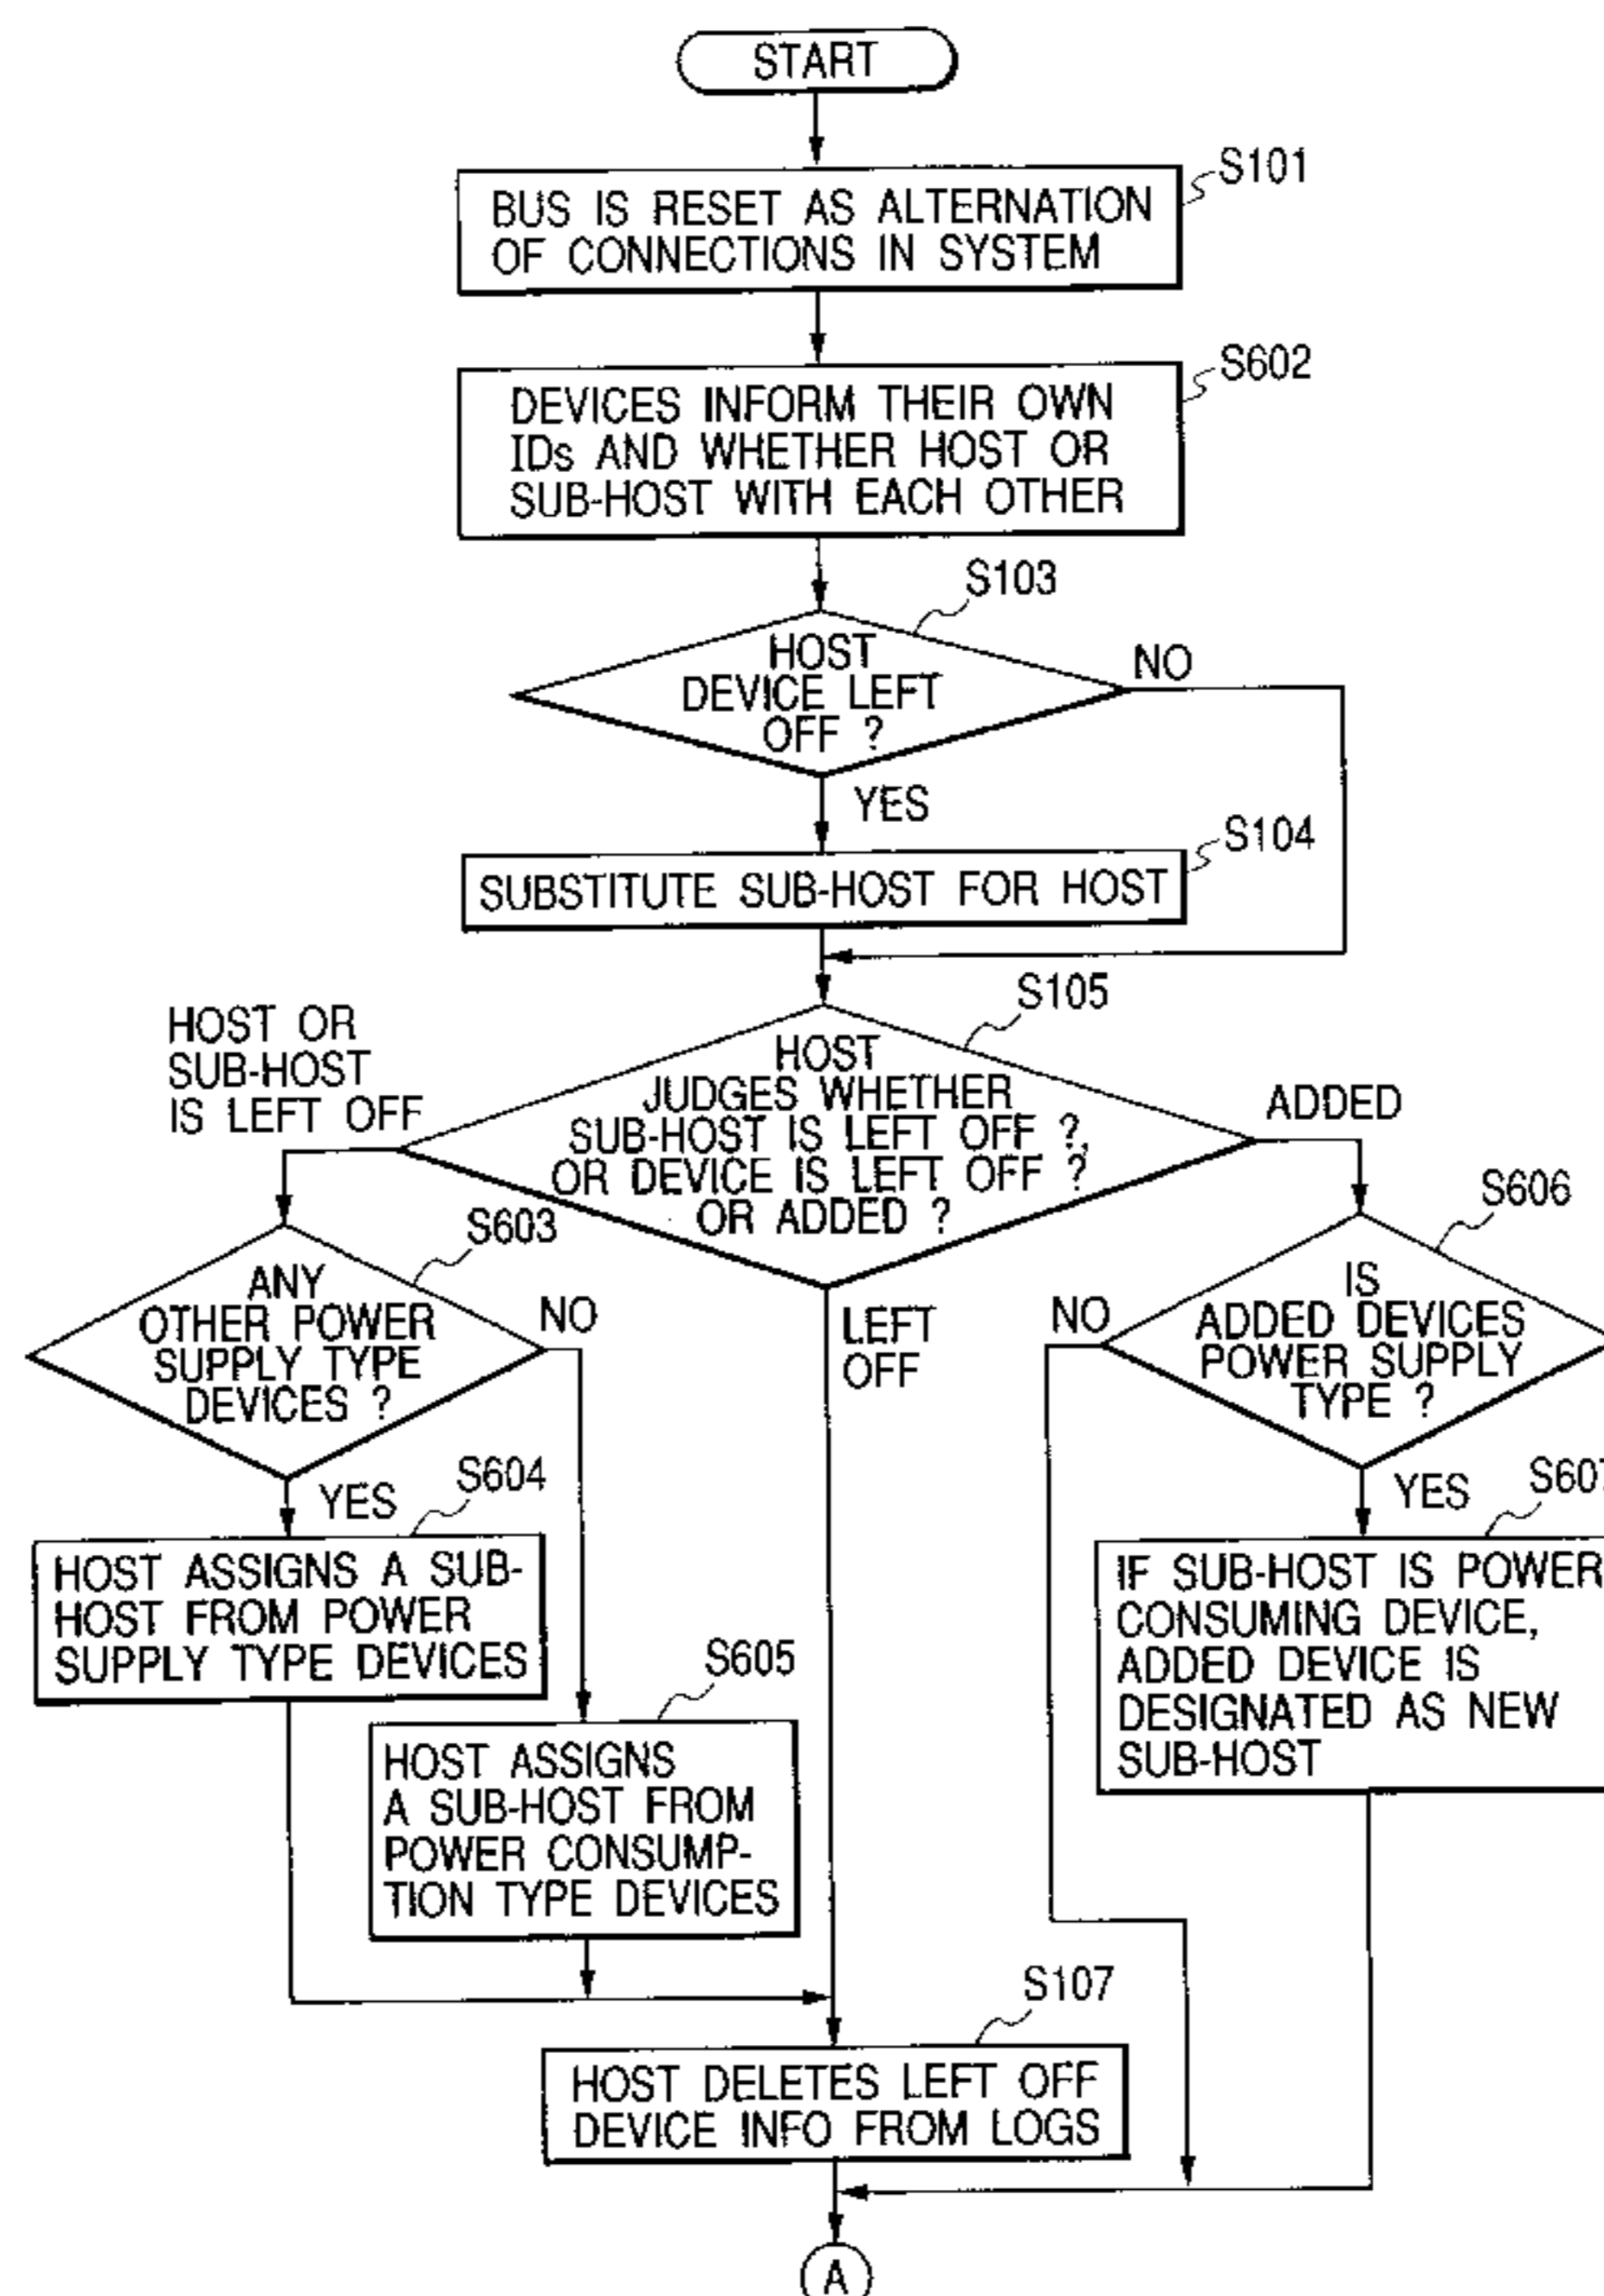 START
S101
BUS IS RESET AS ALTERNATION
OF CONNECTIONS IN SYSTEM
S602
DEVICES INFORM THEIR OWN
IDs AND WHETHER HOST OR
SUB-HOST WITH EACH OTHER
S103
HOST
DEVICE LEFT
OFF ?
NO
YES
S104
SUBSTITUTE SUB-HOST FOR HOST
S105
HOST
JUDGES WHETHER
SUB-HOST IS LEFT OFF ?,
OR DEVICE IS LEFT OFF ?
OR ADDED ?
HOST OR
SUB-HOST
IS LEFT OFF
ADDED
LEFT
OFF
S603
ANY
OTHER POWER
SUPPLY TYPE
DEVICES ?
NO
YES
S604
HOST ASSIGNS A SUB-
HOST FROM POWER
SUPPLY TYPE DEVICES
S605
HOST ASSIGNS
A SUB-HOST FROM
POWER CONSUMP-
TION TYPE DEVICES
S606
IS
ADDED DEVICES
POWER SUPPLY
TYPE ?
NO
YES
S607
IF SUB-HOST IS POWER
CONSUMING DEVICE,
ADDED DEVICE IS
DESIGNATED AS NEW
SUB-HOST
S107
HOST DELETES LEFT OFF
DEVICE INFO FROM LOGS
A